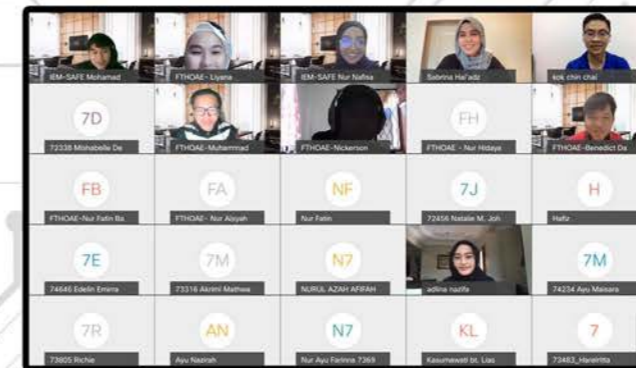 IEM-SAFE Mohamad
FTHOAE- Liyana
IEM-SAFE Nur Nafisa
Sabrina Hal'adz
kok chin chai
7D
72338 Mishabelle De
FTHOAE-Muhammad
FTHOAE-Nickerson
FH
FTHOAE - Nur Hidaya
FTHOAE-Benedict Da
FB
FTHOAE-Nur Fatin Ba.
FA
FTHOAE- Nur Aisyah
NF
Nur Fatin
7J
72456 Natalie M. Joh
H
Hafiz
7E
74646 Edelin Emirra
7M
73316 Akrimi Mathwa
N7
NURUL AZAH AFIFAH
adlina nazifa
7M
74234 Ayu Maisara
7R
73805 Richie
AN
Ayu Nazirah
N7
Nur Ayu Farinna 7369
KL
Kasumawati bt. Lias
7